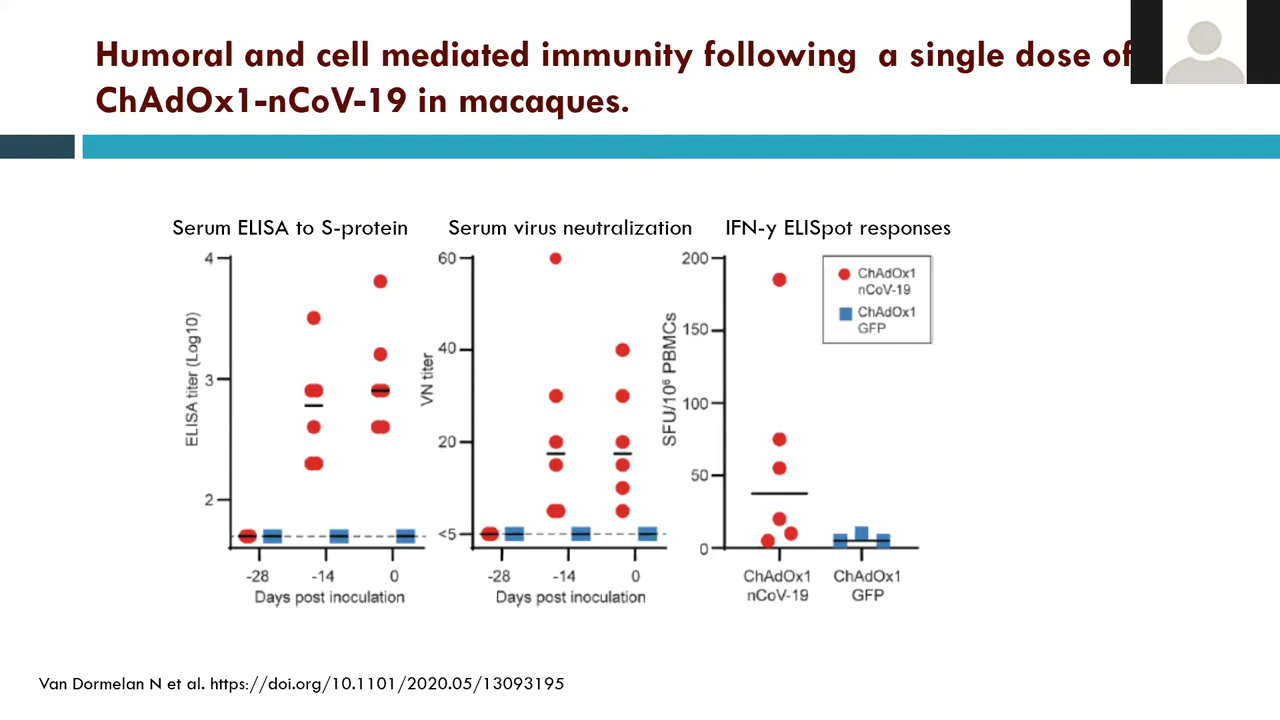 Humoral and cell mediated immunity following a single dose of
ChAdOx1-nCoV-19 in macaques.
Serum ELISA to S-protein
Serum virus neutralization
IFN-y ELISpot responses
ELISA titer (Log10)
4
3
2
-28
-14
0
Days post inoculation
VN titer
60
40
20
<5
-28
-14
0
Days post inoculation
SFU/10⁶ PBMCs
200
150
100
50
0
ChAdOx1
nCoV-19
ChAdOx1
GFP
ChAdOx1
nCoV-19
ChAdOx1
GFP
Van Dormelan N et al. https://doi.org/10.1101/2020.05/13093195